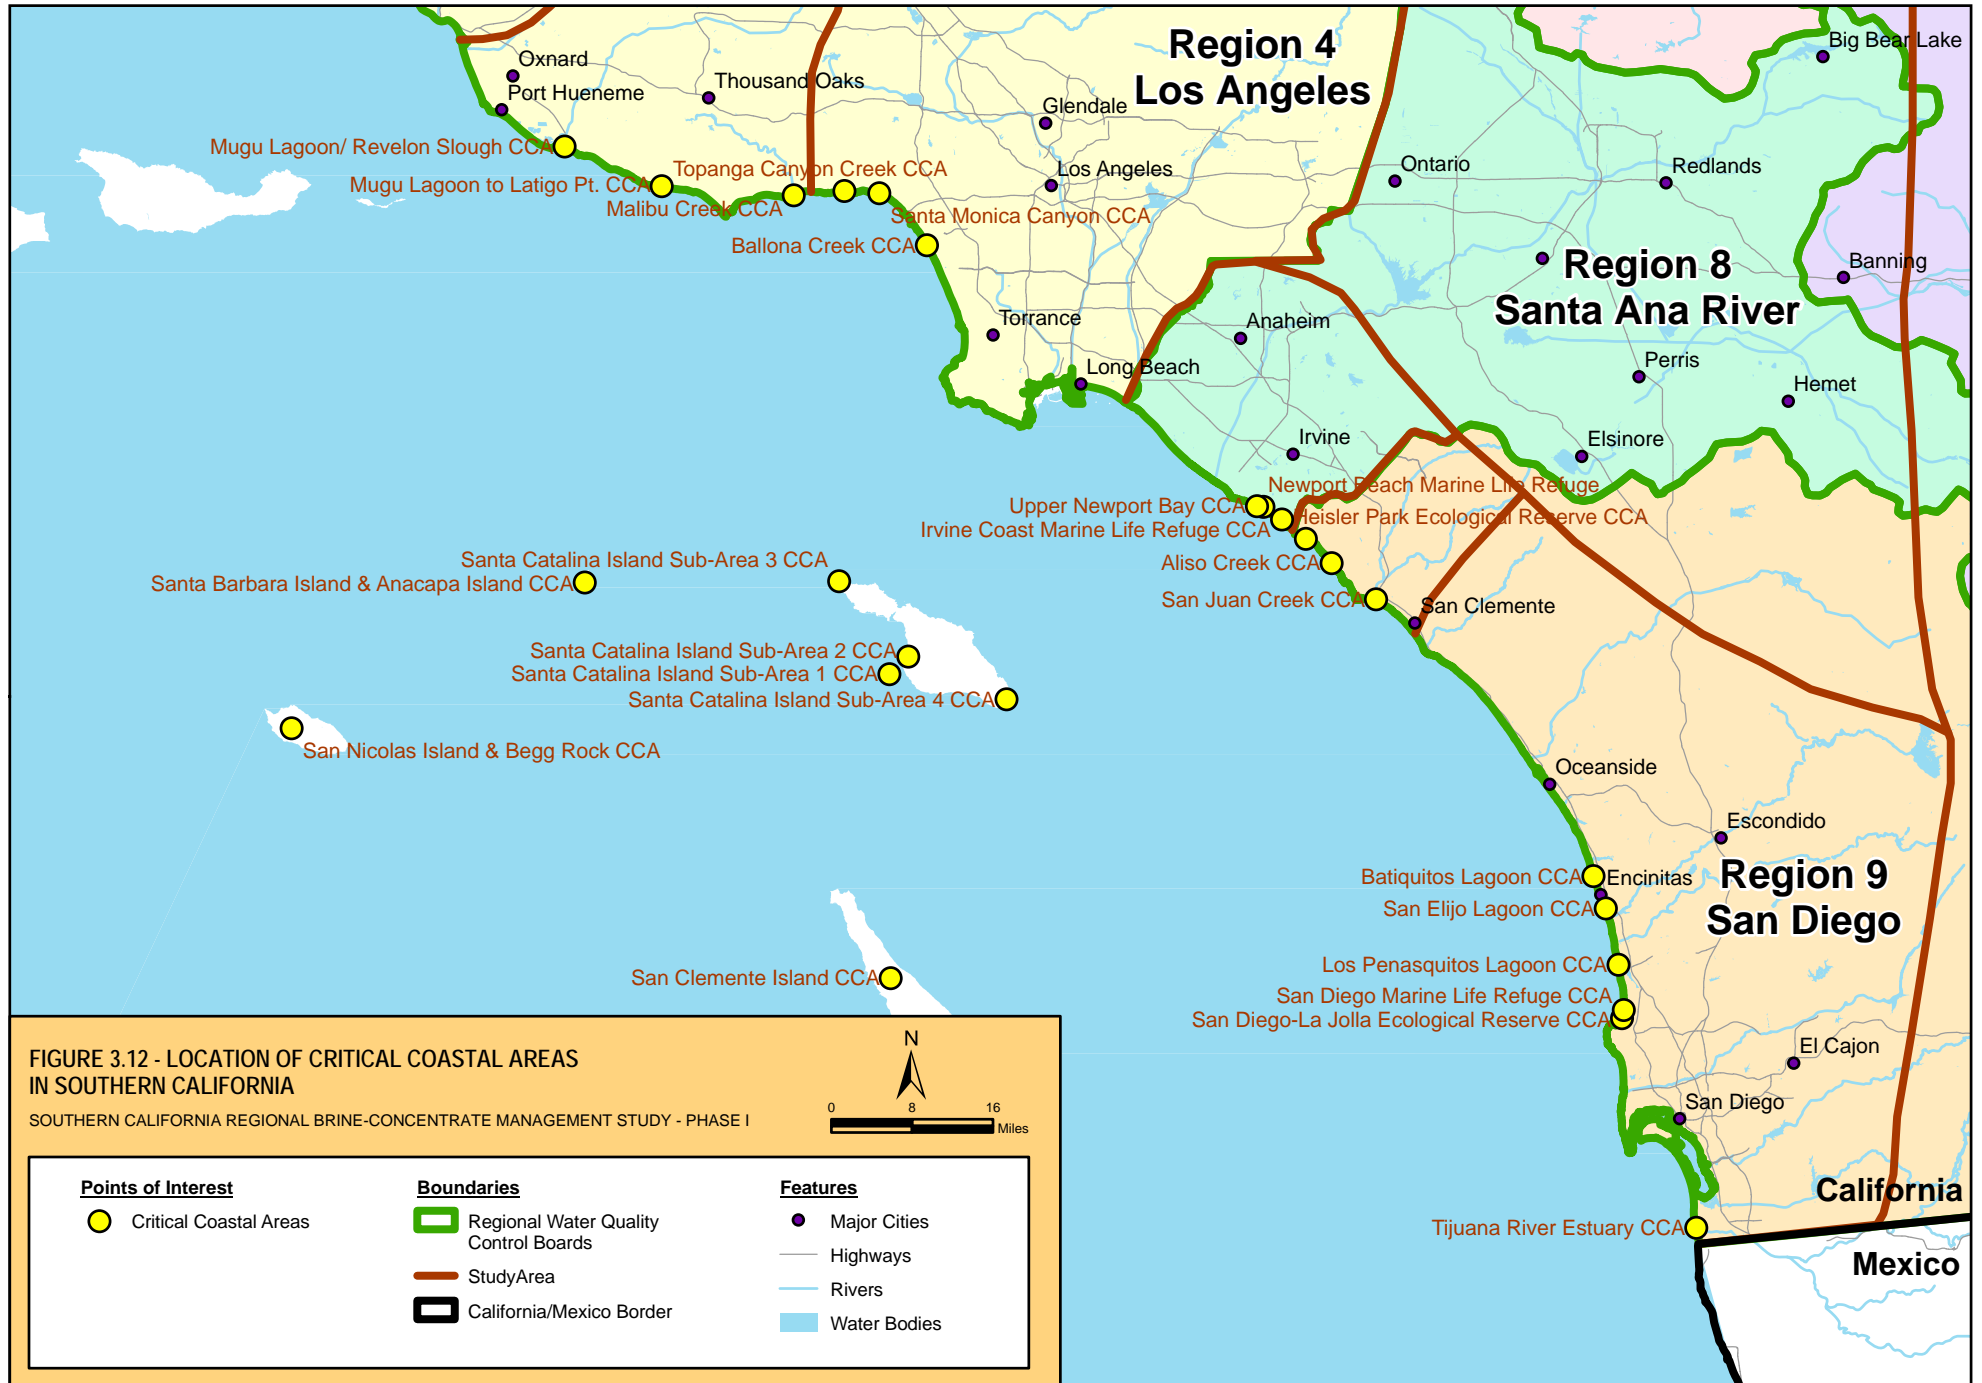 Region 4
Los Angeles
Big Bear Lake
Oxnard
Port Hueneme
Thousand Oaks
Glendale
Mugu Lagoon/ Revelon Slough CCA
Topanga Canyon Creek CCA
Los Angeles
Ontario
Redlands
Mugu Lagoon to Latigo Pt. CCA
Malibu Creek CCA
Santa Monica Canyon CCA
Ballona Creek CCA
Region 8
Santa Ana River
Banning
Torrance
Anaheim
Long Beach
Perris
Hemet
Irvine
Elsinore
Newport Beach Marine Life Refuge
Upper Newport Bay CCA
Heisler Park Ecological Reserve CCA
Irvine Coast Marine Life Refuge CCA
Santa Catalina Island Sub-Area 3 CCA
Aliso Creek CCA
Santa Barbara Island & Anacapa Island CCA
San Juan Creek CCA
San Clemente
Santa Catalina Island Sub-Area 2 CCA
Santa Catalina Island Sub-Area 1 CCA
Santa Catalina Island Sub-Area 4 CCA
San Nicolas Island & Begg Rock CCA
Oceanside
Escondido
Batiquitos Lagoon CCA
Encinitas
Region 9
San Diego
San Elijo Lagoon CCA
Los Penasquitos Lagoon CCA
San Clemente Island CCA
San Diego Marine Life Refuge CCA
San Diego-La Jolla Ecological Reserve CCA
El Cajon
San Diego
California
Tijuana River Estuary CCA
Mexico
FIGURE 3.12 - LOCATION OF CRITICAL COASTAL AREAS
IN SOUTHERN CALIFORNIA
SOUTHERN CALIFORNIA REGIONAL BRINE-CONCENTRATE MANAGEMENT STUDY - PHASE I
N
0 8 16
Miles
Points of Interest
Critical Coastal Areas
Boundaries
Regional Water Quality
Control Boards
StudyArea
California/Mexico Border
Features
Major Cities
Highways
Rivers
Water Bodies